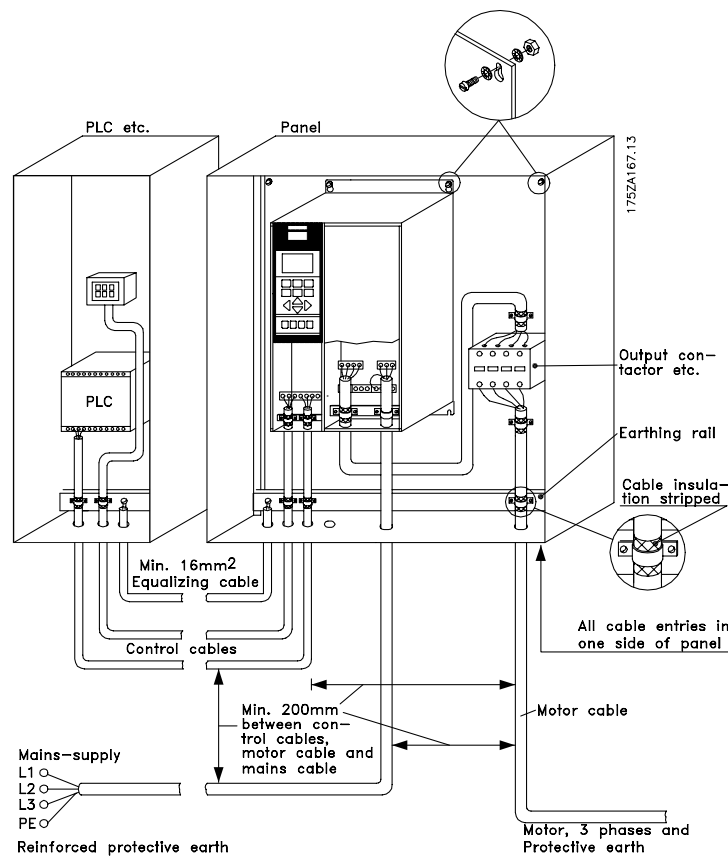 PLC etc.
Panel
175ZA167.13
PLC
Output con-
tactor etc.
Earthing rail
Cable insula-
tion stripped
Min. 16mm2
Equalizing cable
All cable entries in
one side of panel
Control cables
Min. 200mm
between con-
trol cables,
motor cable and
mains cable
Motor cable
Mains-supply
L1
L2
L3
PE
Reinforced protective earth
Motor, 3 phases and
Protective earth